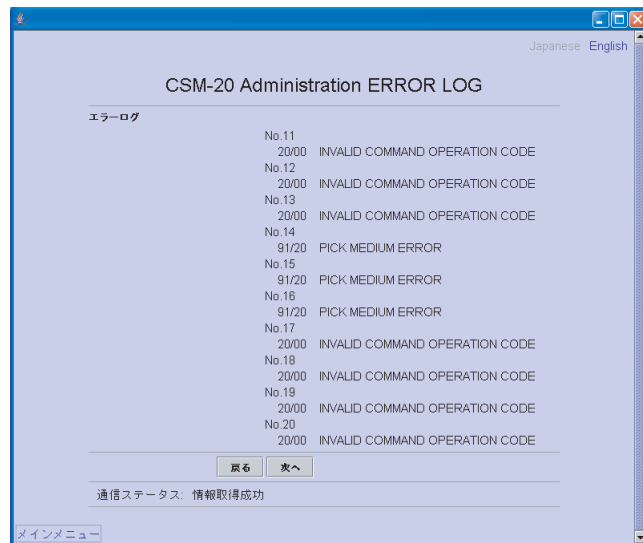 Japanese English
CSM-20 Administration ERROR LOG
エラーログ
No.11
20/00 INVALID COMMAND OPERATION CODE
No.12
20/00 INVALID COMMAND OPERATION CODE
No.13
20/00 INVALID COMMAND OPERATION CODE
No.14
91/20 PICK MEDIUM ERROR
No.15
91/20 PICK MEDIUM ERROR
No.16
91/20 PICK MEDIUM ERROR
No.17
20/00 INVALID COMMAND OPERATION CODE
No.18
20/00 INVALID COMMAND OPERATION CODE
No.19
20/00 INVALID COMMAND OPERATION CODE
No.20
20/00 INVALID COMMAND OPERATION CODE
戻る 次へ
通信ステータス: 情報取得成功
メインメニュー